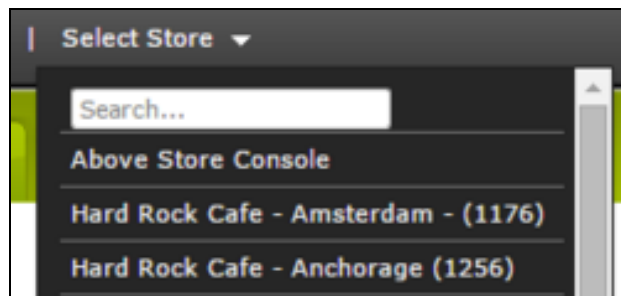 | Select Store
Search...
Above Store Console
Hard Rock Cafe - Amsterdam - (1176)
Hard Rock Cafe - Anchorage (1256)